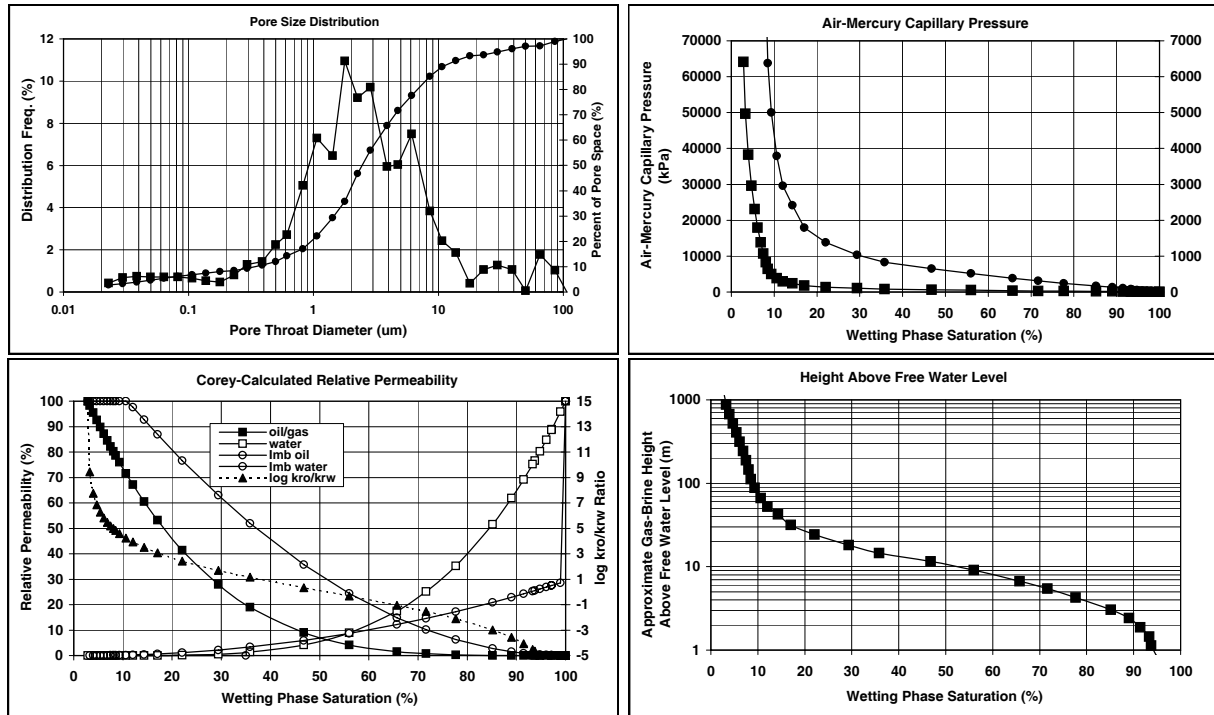 Pore Size Distribution
12
10
8
6
4
2
0
Distribution Freq. (%)
100
90
80
70
60
50
40
30
20
10
0
Percent of Pore Space (%)
0.01
0.1
1
10
100
Pore Throat Diameter (um)
Air-Mercury Capillary Pressure
70000
60000
50000
40000
30000
20000
10000
0
Air-Mercury Capillary Pressure
(kPa)
7000
6000
5000
4000
3000
2000
1000
0
0 10 20 30 40 50 60 70 80 90 100
Wetting Phase Saturation (%)
Corey-Calculated Relative Permeability
100
90
80
70
60
50
40
30
20
10
0
Relative Permeability (%)
oil/gas
water
Imb oil
Imb water
log kro/krw
15
13
11
9
7
5
3
1
-1
-3
-5
log kro/krw Ratio
0 10 20 30 40 50 60 70 80 90 100
Wetting Phase Saturation (%)
Height Above Free Water Level
1000
100
10
1
Approximate Gas-Brine Height
Above Free Water Level (m)
0 10 20 30 40 50 60 70 80 90 100
Wetting Phase Saturation (%)